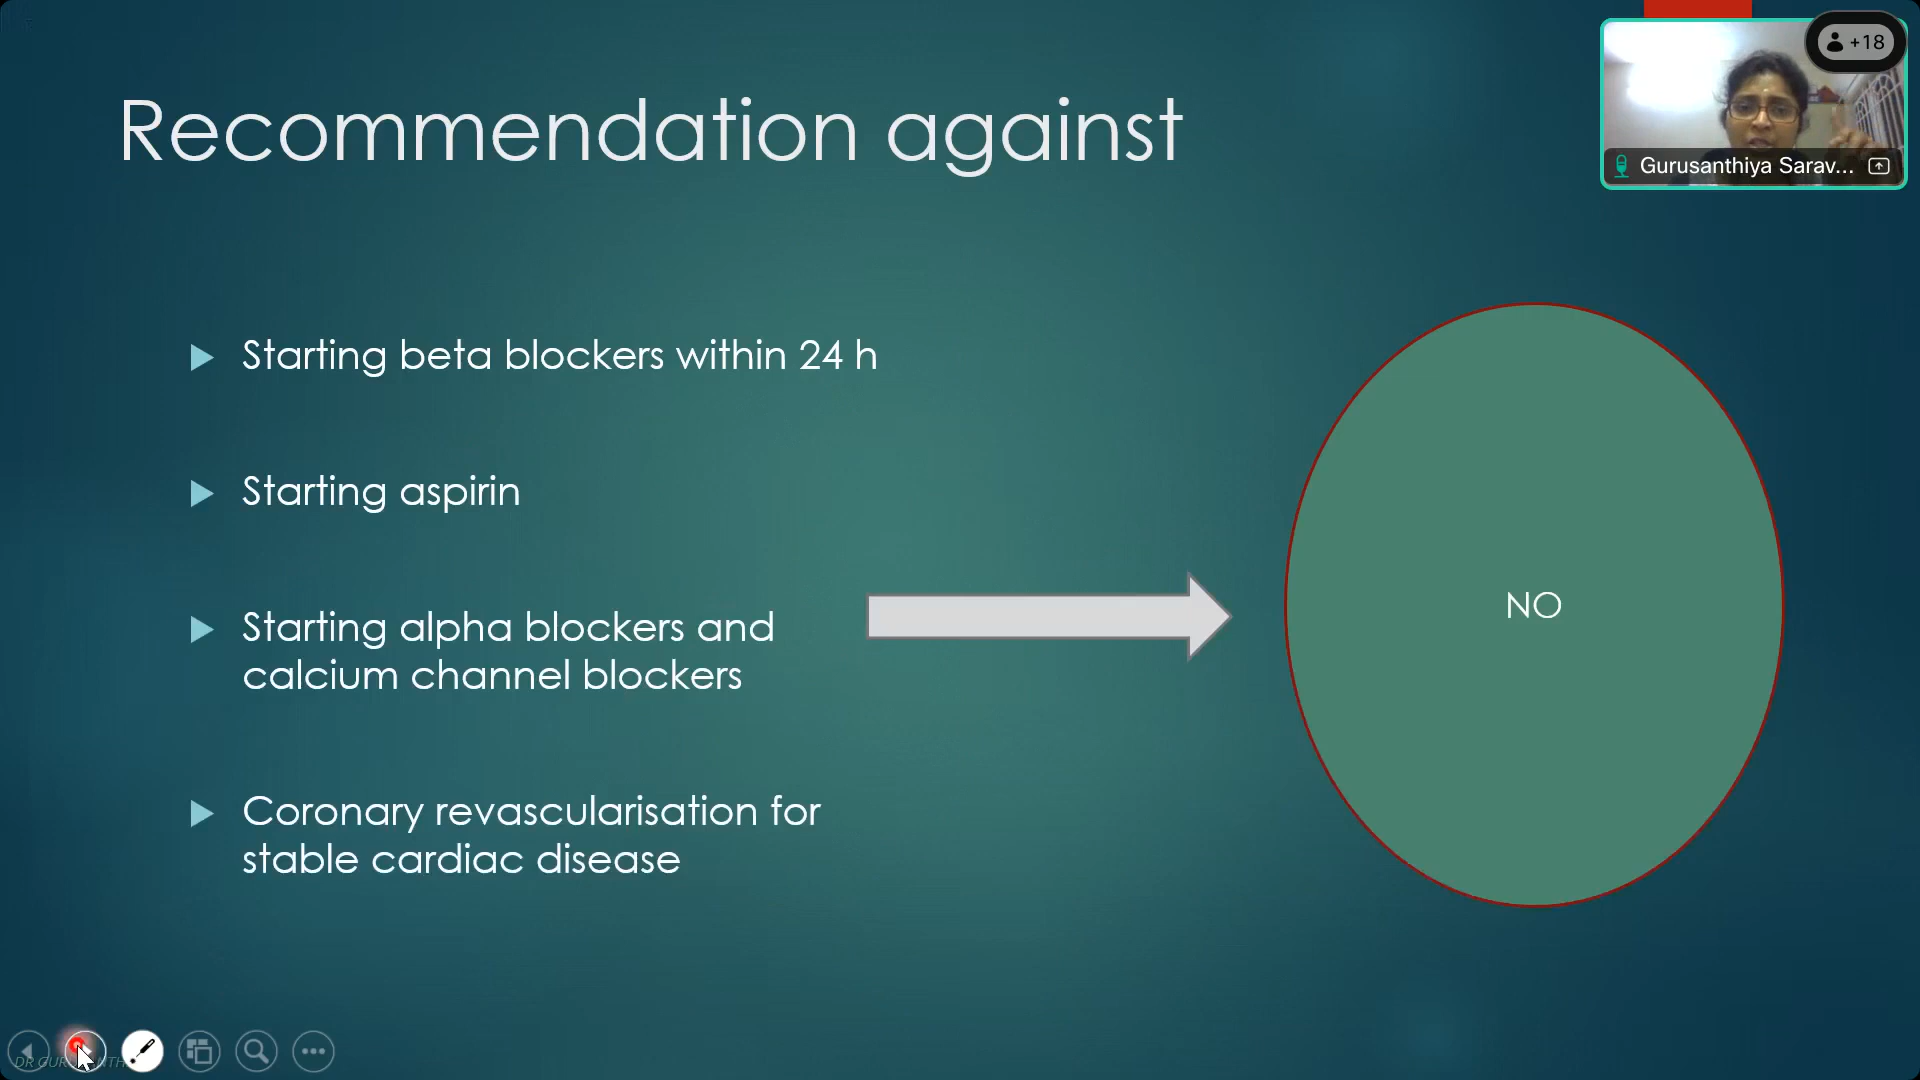 +18
Recommendation against
Gurusanthiya Sarav...
Starting beta blockers within 24 h
Starting aspirin
Starting alpha blockers and
calcium channel blockers
NO
Coronary revascularisation for
stable cardiac disease